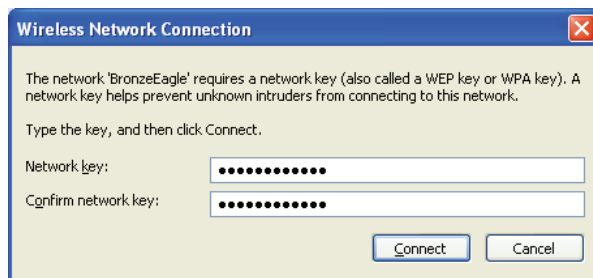 Wireless Network Connection
The network 'BronzeEagle' requires a network key (also called a WEP key or WPA key). A
network key helps prevent unknown intruders from connecting to this network.
Type the key, and then click Connect.
Network key: ●●●●●●●●●●●●
Confirm network key: ●●●●●●●●●●●●
Connect Cancel